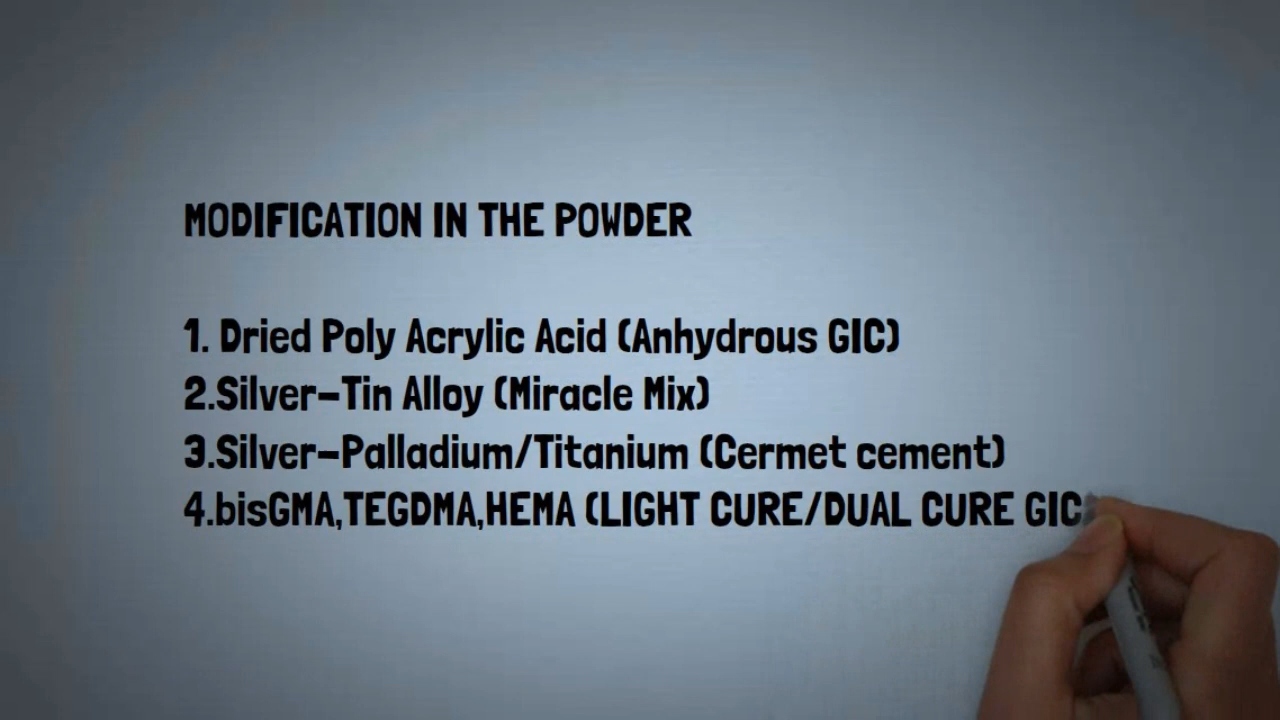 MODIFICATION IN THE POWDER
1. Dried Poly Acrylic Acid (Anhydrous GIC)
2.Silver-Tin Alloy (Miracle Mix)
3.Silver-Palladium/Titanium (Cermet cement)
4.bisGMA,TEGDMA,HEMA (LIGHT CURE/DUAL CURE GIC